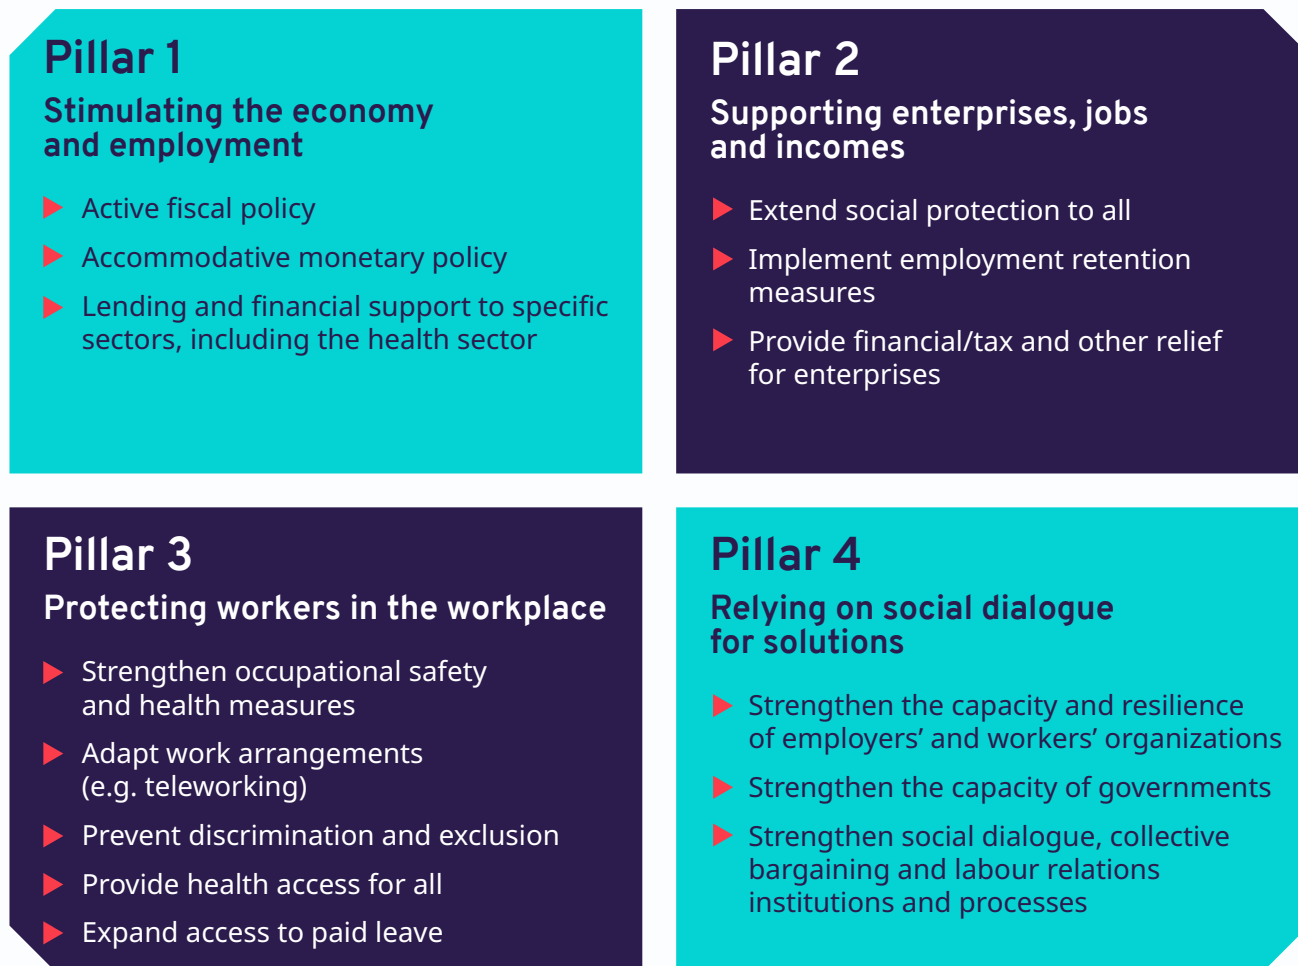 Pillar 1
Stimulating the economy
and employment
Active fiscal policy
Accommodative monetary policy
Lending and financial support to specific
sectors, including the health sector
Pillar 2
Supporting enterprises, jobs
and incomes
Extend social protection to all
Implement employment retention
measures
Provide financial/tax and other relief
for enterprises
Pillar 3
Protecting workers in the workplace
Strengthen occupational safety
and health measures
Adapt work arrangements
(e.g. teleworking)
Prevent discrimination and exclusion
Provide health access for all
Expand access to paid leave
Pillar 4
Relying on social dialogue
for solutions
Strengthen the capacity and resilience
of employers’ and workers’ organizations
Strengthen the capacity of governments
Strengthen social dialogue, collective
bargaining and labour relations
institutions and processes